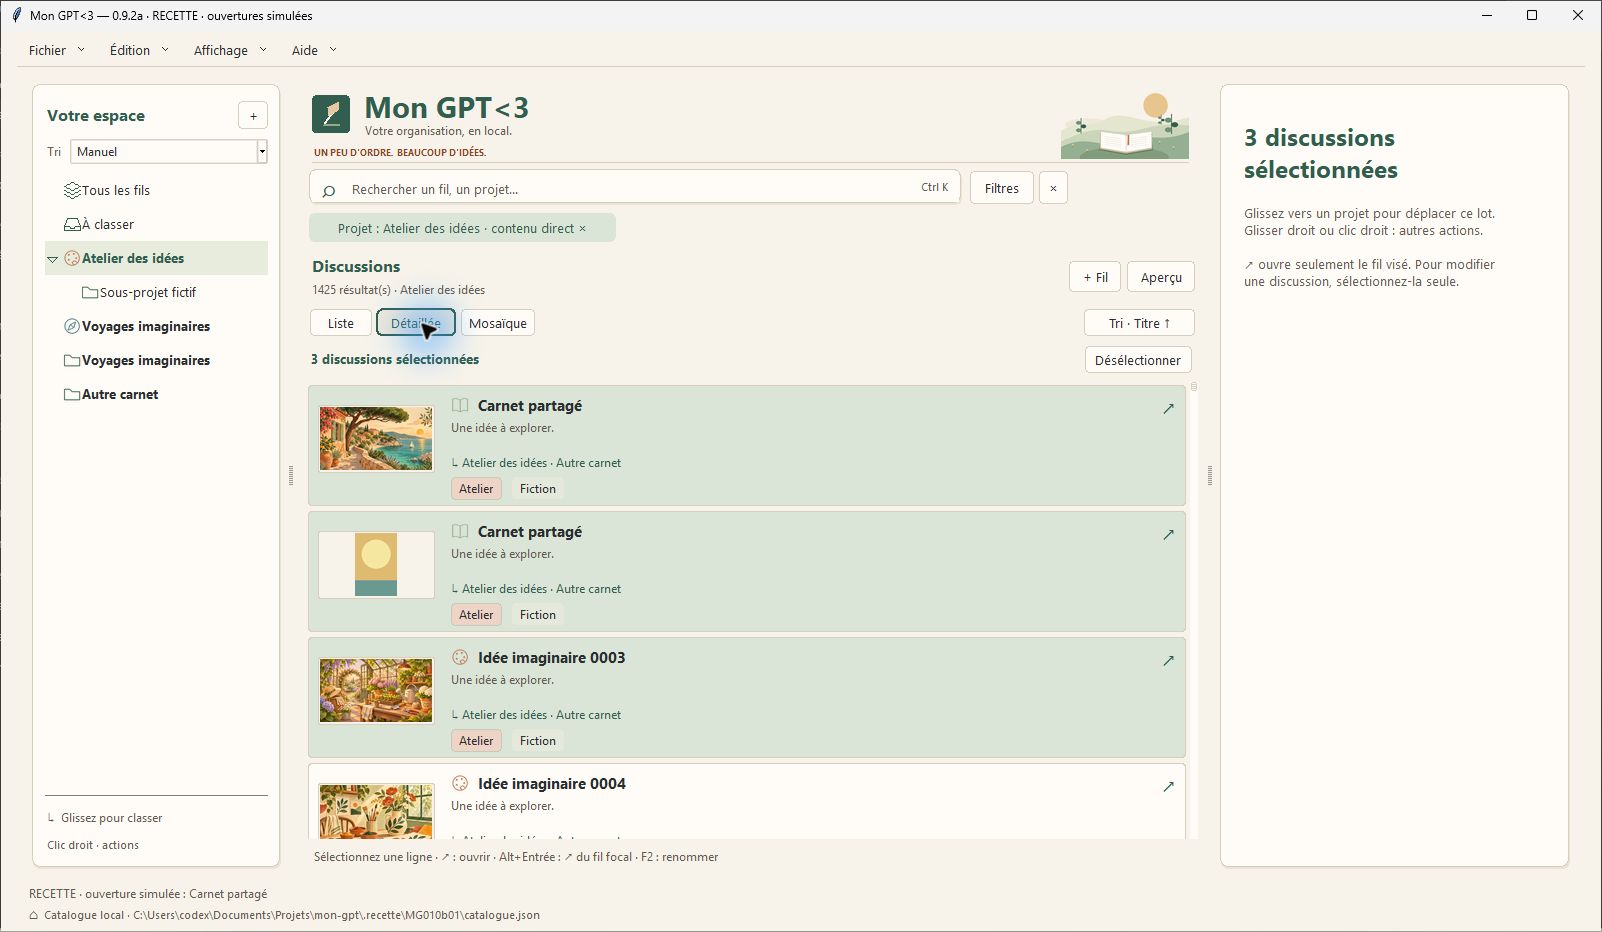 Mon GPT<3 — 0.9.2a · RECETTE · ouvertures simulées
Fichier Édition Affichage Aide
Votre espace +
Tri Manuel
Tous les fils
À classer
Atelier des idées
Sous-projet fictif
Voyages imaginaires
Voyages imaginaires
Autre carnet
↳ Glissez pour classer
Clic droit · actions
Mon GPT<3
Votre organisation, en local.
UN PEU D'ORDRE. BEAUCOUP D'IDÉES.
Rechercher un fil, un projet... Ctrl K Filtres ×
Projet : Atelier des idées · contenu direct ×
Discussions
1425 résultat(s) · Atelier des idées
+ Fil Aperçu
Liste Détaillée Mosaïque Tri · Titre ↑
3 discussions sélectionnées Désélectionner
Carnet partagé ↗
Une idée à explorer.
↳ Atelier des idées · Autre carnet
Atelier Fiction
Carnet partagé ↗
Une idée à explorer.
↳ Atelier des idées · Autre carnet
Atelier Fiction
Idée imaginaire 0003 ↗
Une idée à explorer.
↳ Atelier des idées · Autre carnet
Atelier Fiction
Idée imaginaire 0004 ↗
Une idée à explorer.
Sélectionnez une ligne · ↗ : ouvrir · Alt+Entrée : ↗ du fil focal · F2 : renommer
3 discussions
sélectionnées
Glissez vers un projet pour déplacer ce lot.
Glisser droit ou clic droit : autres actions.
↗ ouvre seulement le fil visé. Pour modifier
une discussion, sélectionnez-la seule.
RECETTE · ouverture simulée : Carnet partagé
Catalogue local · C:\Users\codex\Documents\Projets\mon-gpt\.recette\MG010b01\catalogue.json